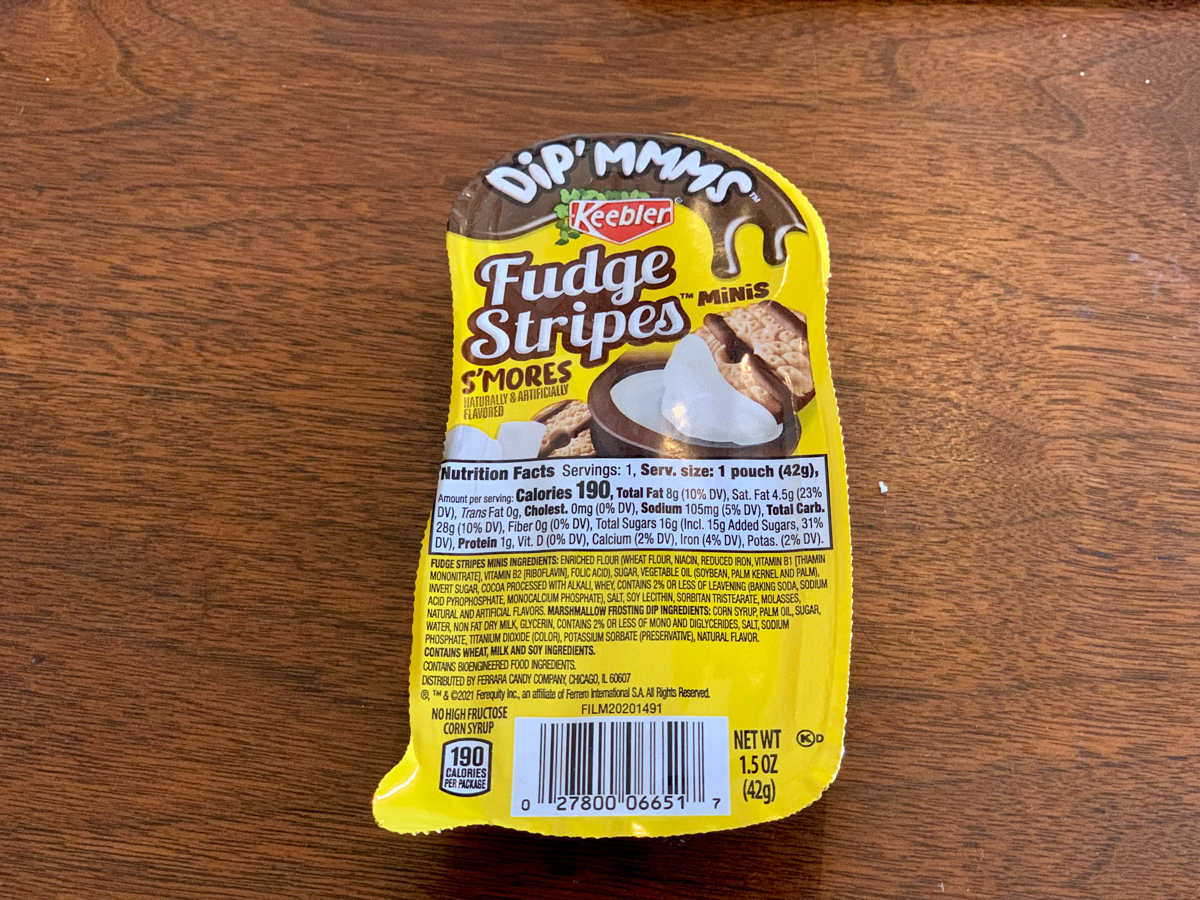 DiP'MMMS™
Keebler®
Fudge
Stripes™ MiNiS
S'MORES
NATURALLY & ARTIFICIALLY
FLAVORED
Nutrition Facts Servings: 1, Serv. size: 1 pouch (42g),
Amount per serving: Calories 190, Total Fat 8g (10% DV), Sat. Fat 4.5g (23%
DV), Trans Fat 0g, Cholest. 0mg (0% DV), Sodium 105mg (5% DV), Total Carb.
28g (10% DV), Fiber 0g (0% DV), Total Sugars 16g (Incl. 15g Added Sugars, 31%
DV), Protein 1g, Vit. D (0% DV), Calcium (2% DV), Iron (4% DV), Potas. (2% DV).
FUDGE STRIPES MINIS INGREDIENTS: ENRICHED FLOUR (WHEAT FLOUR, NIACIN, REDUCED IRON, VITAMIN B1 [THIAMIN
MONONITRATE], VITAMIN B2 [RIBOFLAVIN], FOLIC ACID), SUGAR, VEGETABLE OIL (SOYBEAN, PALM KERNEL AND PALM),
INVERT SUGAR, COCOA PROCESSED WITH ALKALI, WHEY, CONTAINS 2% OR LESS OF LEAVENING (BAKING SODA, SODIUM
ACID PYROPHOSPHATE, MONOCALCIUM PHOSPHATE), SALT, SOY LECITHIN, SORBITAN TRISTEARATE, MOLASSES,
NATURAL AND ARTIFICIAL FLAVORS. MARSHMALLOW FROSTING DIP INGREDIENTS: CORN SYRUP, PALM OIL, SUGAR,
WATER, NON FAT DRY MILK, GLYCERIN, CONTAINS 2% OR LESS OF MONO AND DIGLYCERIDES, SALT, SODIUM
PHOSPHATE, TITANIUM DIOXIDE (COLOR), POTASSIUM SORBATE (PRESERVATIVE), NATURAL FLAVOR.
CONTAINS WHEAT, MILK AND SOY INGREDIENTS.
CONTAINS BIOENGINEERED FOOD INGREDIENTS.
DISTRIBUTED BY FERRARA CANDY COMPANY, CHICAGO, IL 60607
®, ™ & ©2021 Ferequity Inc., an affiliate of Ferrero International S.A. All Rights Reserved.
FILM20201491
NO HIGH FRUCTOSE
CORN SYRUP
190
CALORIES
PER PACKAGE
0 27800 06651 7
NET WT
1.5 OZ
(42g)
K D